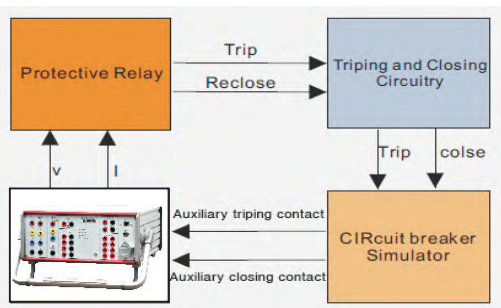 Protective Relay
Trip
Reclose
Triping and Closing
Circuitry
Trip
colse
v
I
Auxiliary triping contact
Auxiliary closing contact
CIRcuit breaker
Simulator